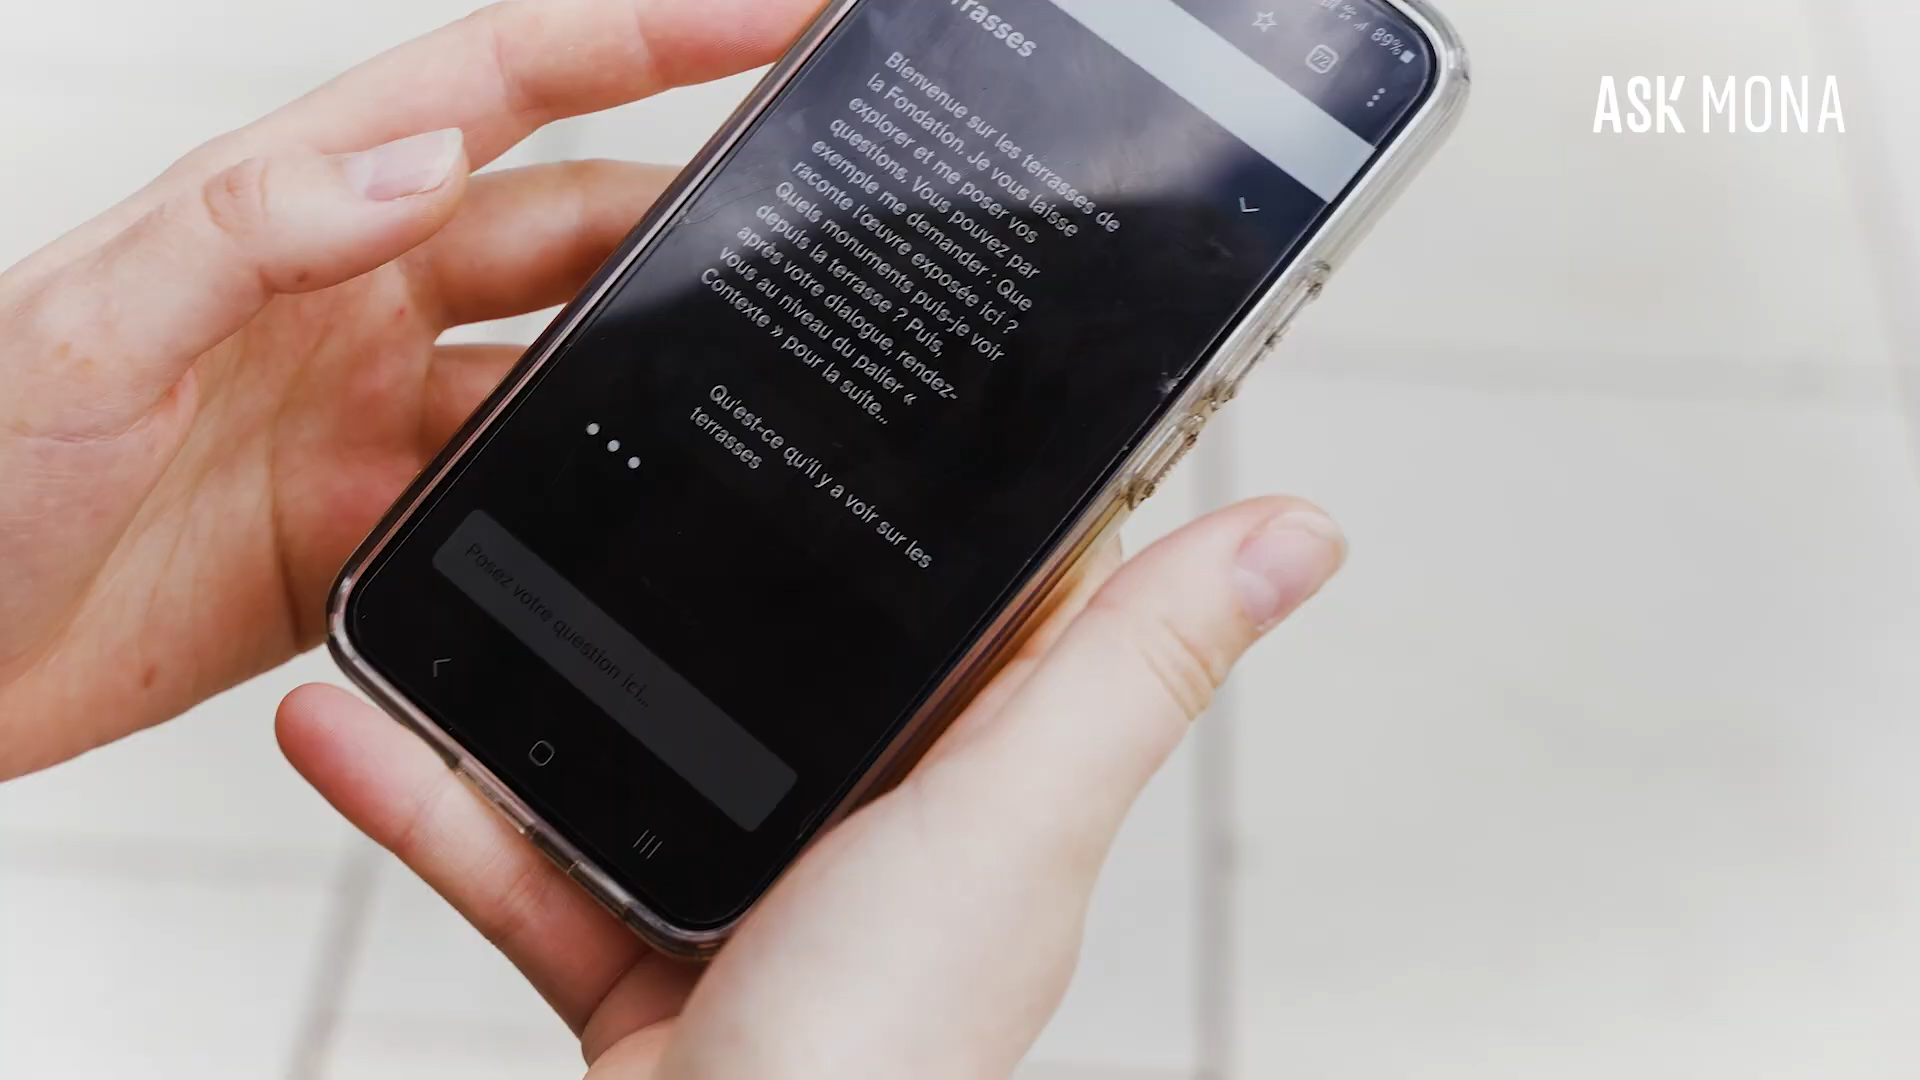 ASK MONA
89%
72
rrasses
Bienvenue sur les terrasses de
la Fondation. Je vous laisse
explorer et me poser vos
questions. Vous pouvez par
exemple me demander : Que
raconte l'œuvre exposée ici ?
Quels monuments puis-je voir
depuis la terrasse ? Puis,
après votre dialogue, rendez-
vous au niveau du palier «
Contexte » pour la suite...
Qu'est-ce qu'il y a voir sur les
terrasses
Posez votre question ici...